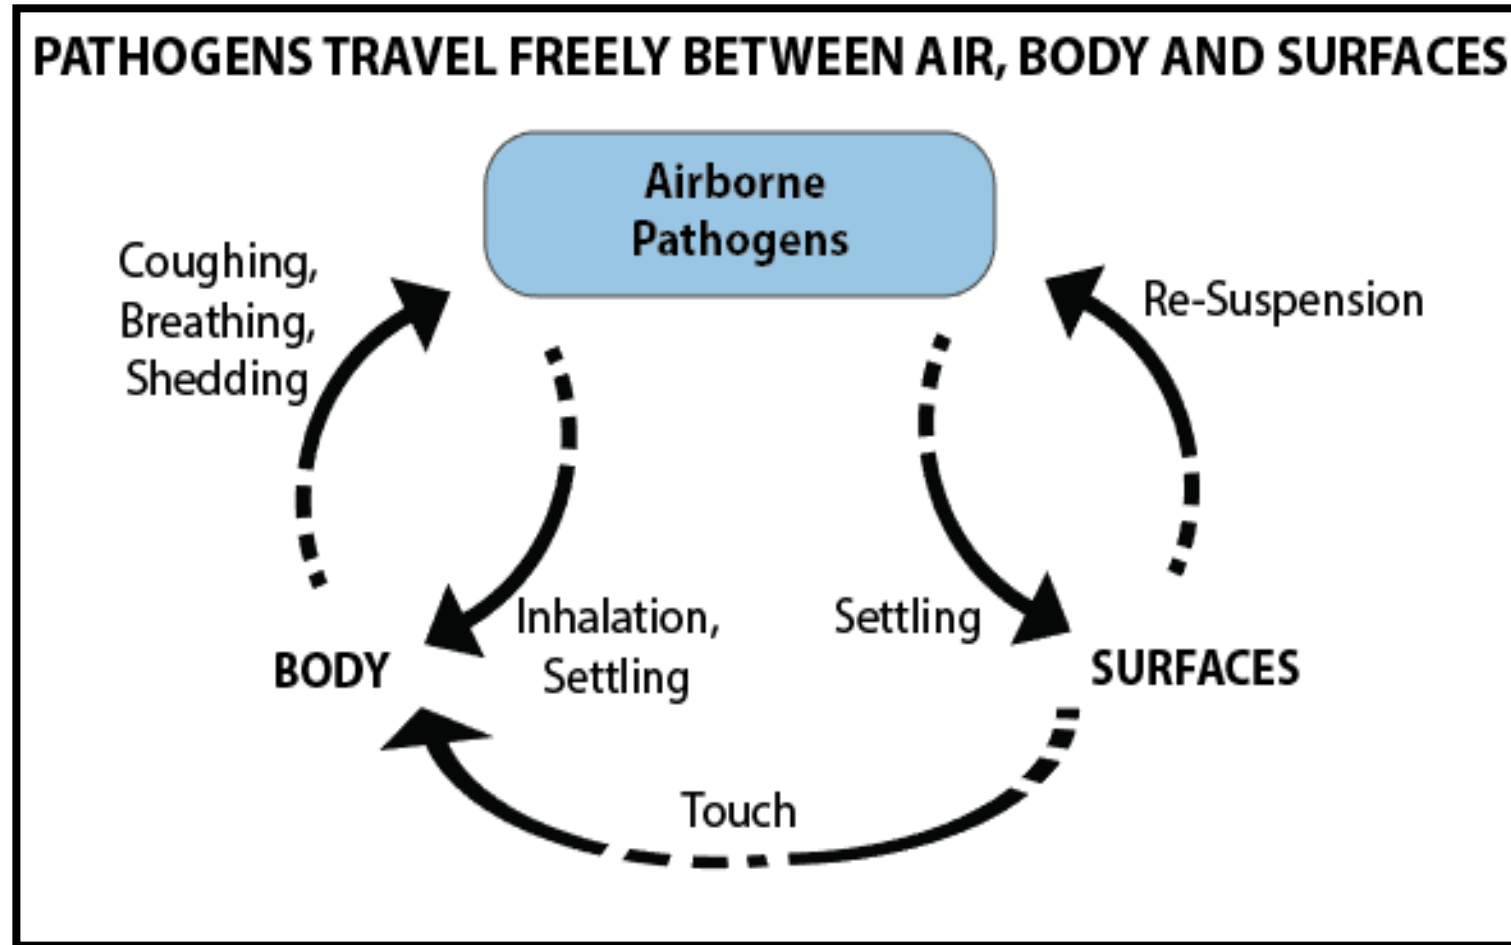 PATHOGENS TRAVEL FREELY BETWEEN AIR, BODY AND SURFACES
Airborne
Pathogens
Coughing,
Breathing,
Shedding
Re-Suspension
Inhalation,
Settling
Settling
BODY
SURFACES
Touch